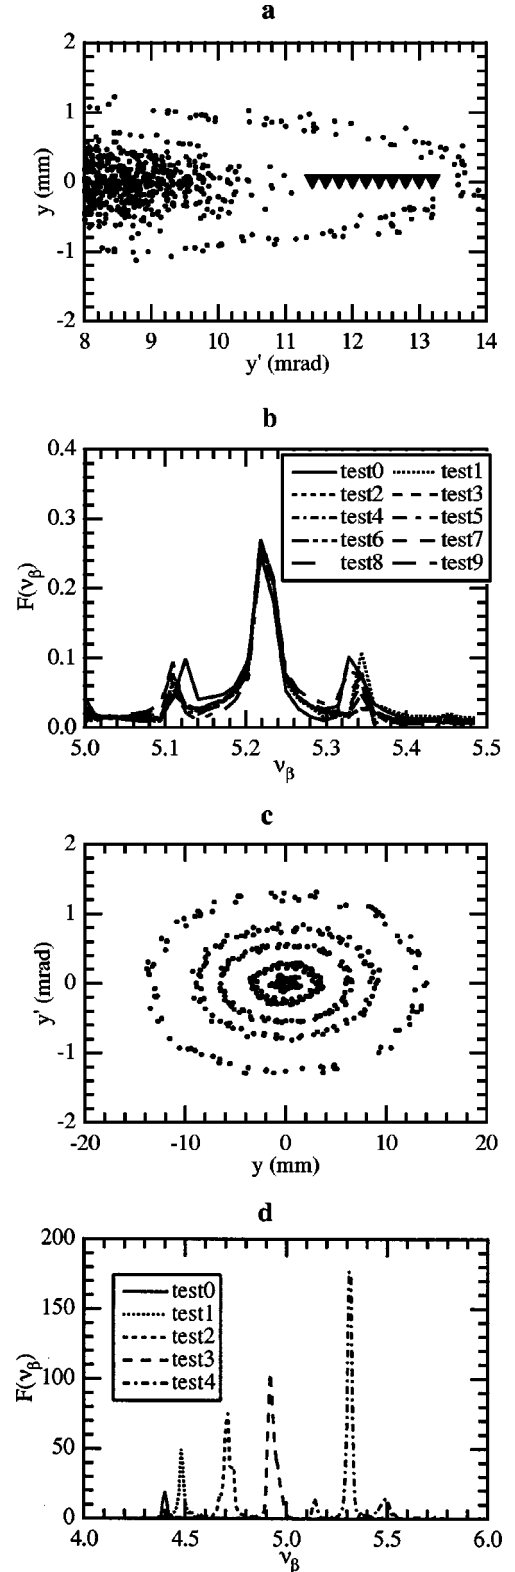 a
2
1
0
-1
-2
y (mm)
8 9 10 11 12 13 14
y' (mrad)
b
0.4
0.3
0.2
0.1
0.0
F(νβ)
test0 test1
test2 test3
test4 test5
test6 test7
test8 test9
5.0 5.1 5.2 5.3 5.4 5.5
νβ
c
2
1
0
-1
-2
y' (mrad)
-20 -10 0 10 20
y (mm)
d
200
150
100
50
0
F(νβ)
test0
test1
test2
test3
test4
4.0 4.5 5.0 5.5 6.0
νβ